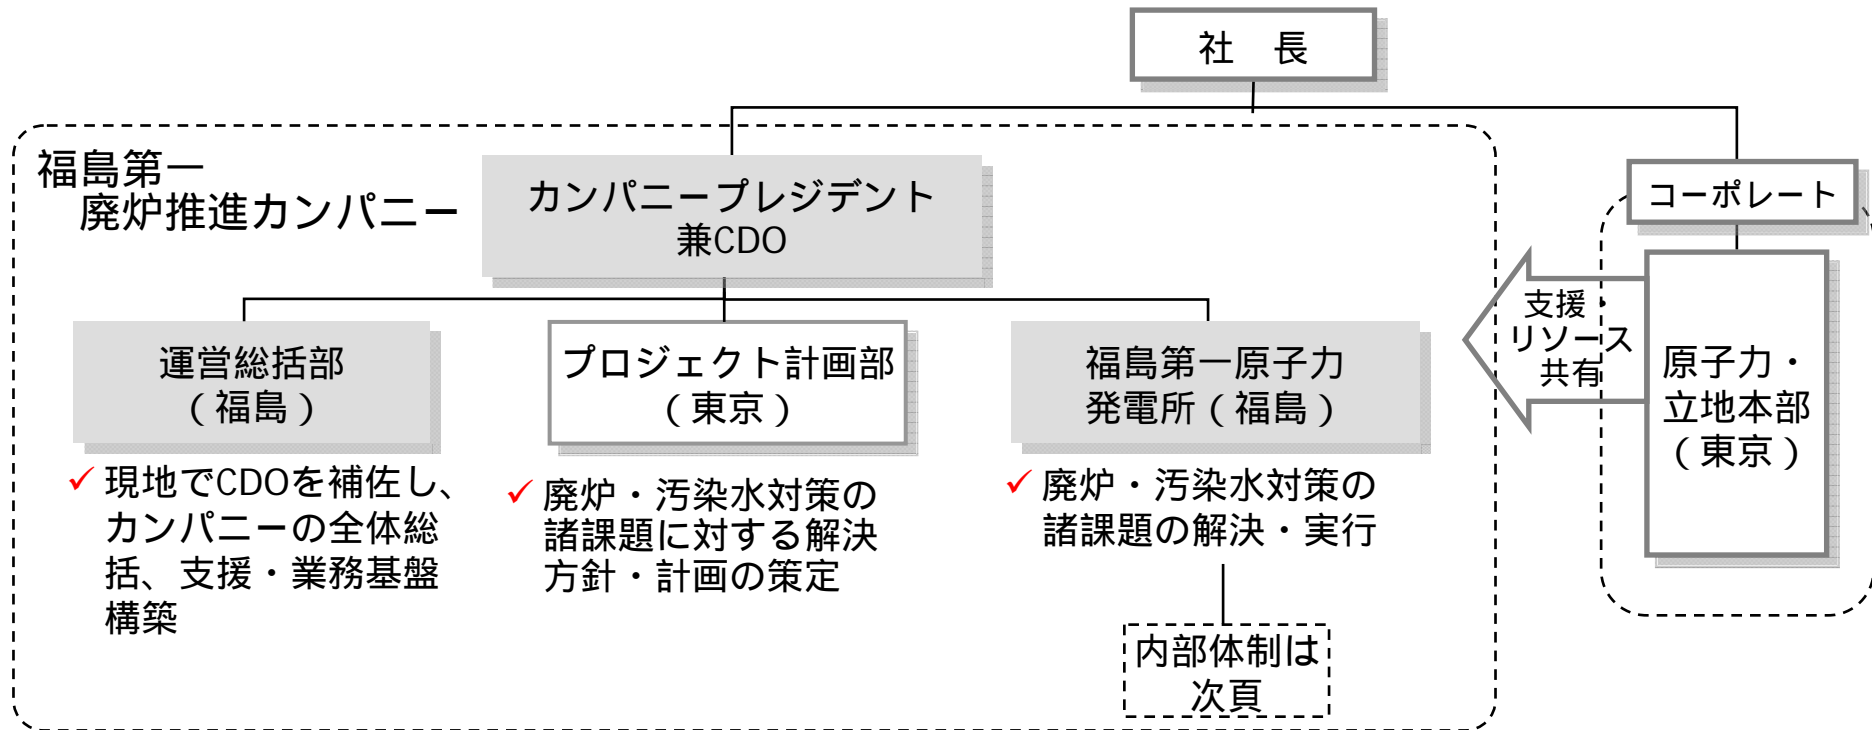 社　長
福島第一
廃炉推進カンパニー
カンパニープレジデント
兼CDO
コーポレート
運営総括部
（福島）
プロジェクト計画部
（東京）
福島第一原子力
発電所（福島）
支援・
リソース
共有
原子力・
立地本部
（東京）
✓ 現地でCDOを補佐し、
カンパニーの全体総
括、支援・業務基盤
構築
✓ 廃炉・汚染水対策の
諸課題に対する解決
方針・計画の策定
✓ 廃炉・汚染水対策の
諸課題の解決・実行
内部体制は
次頁